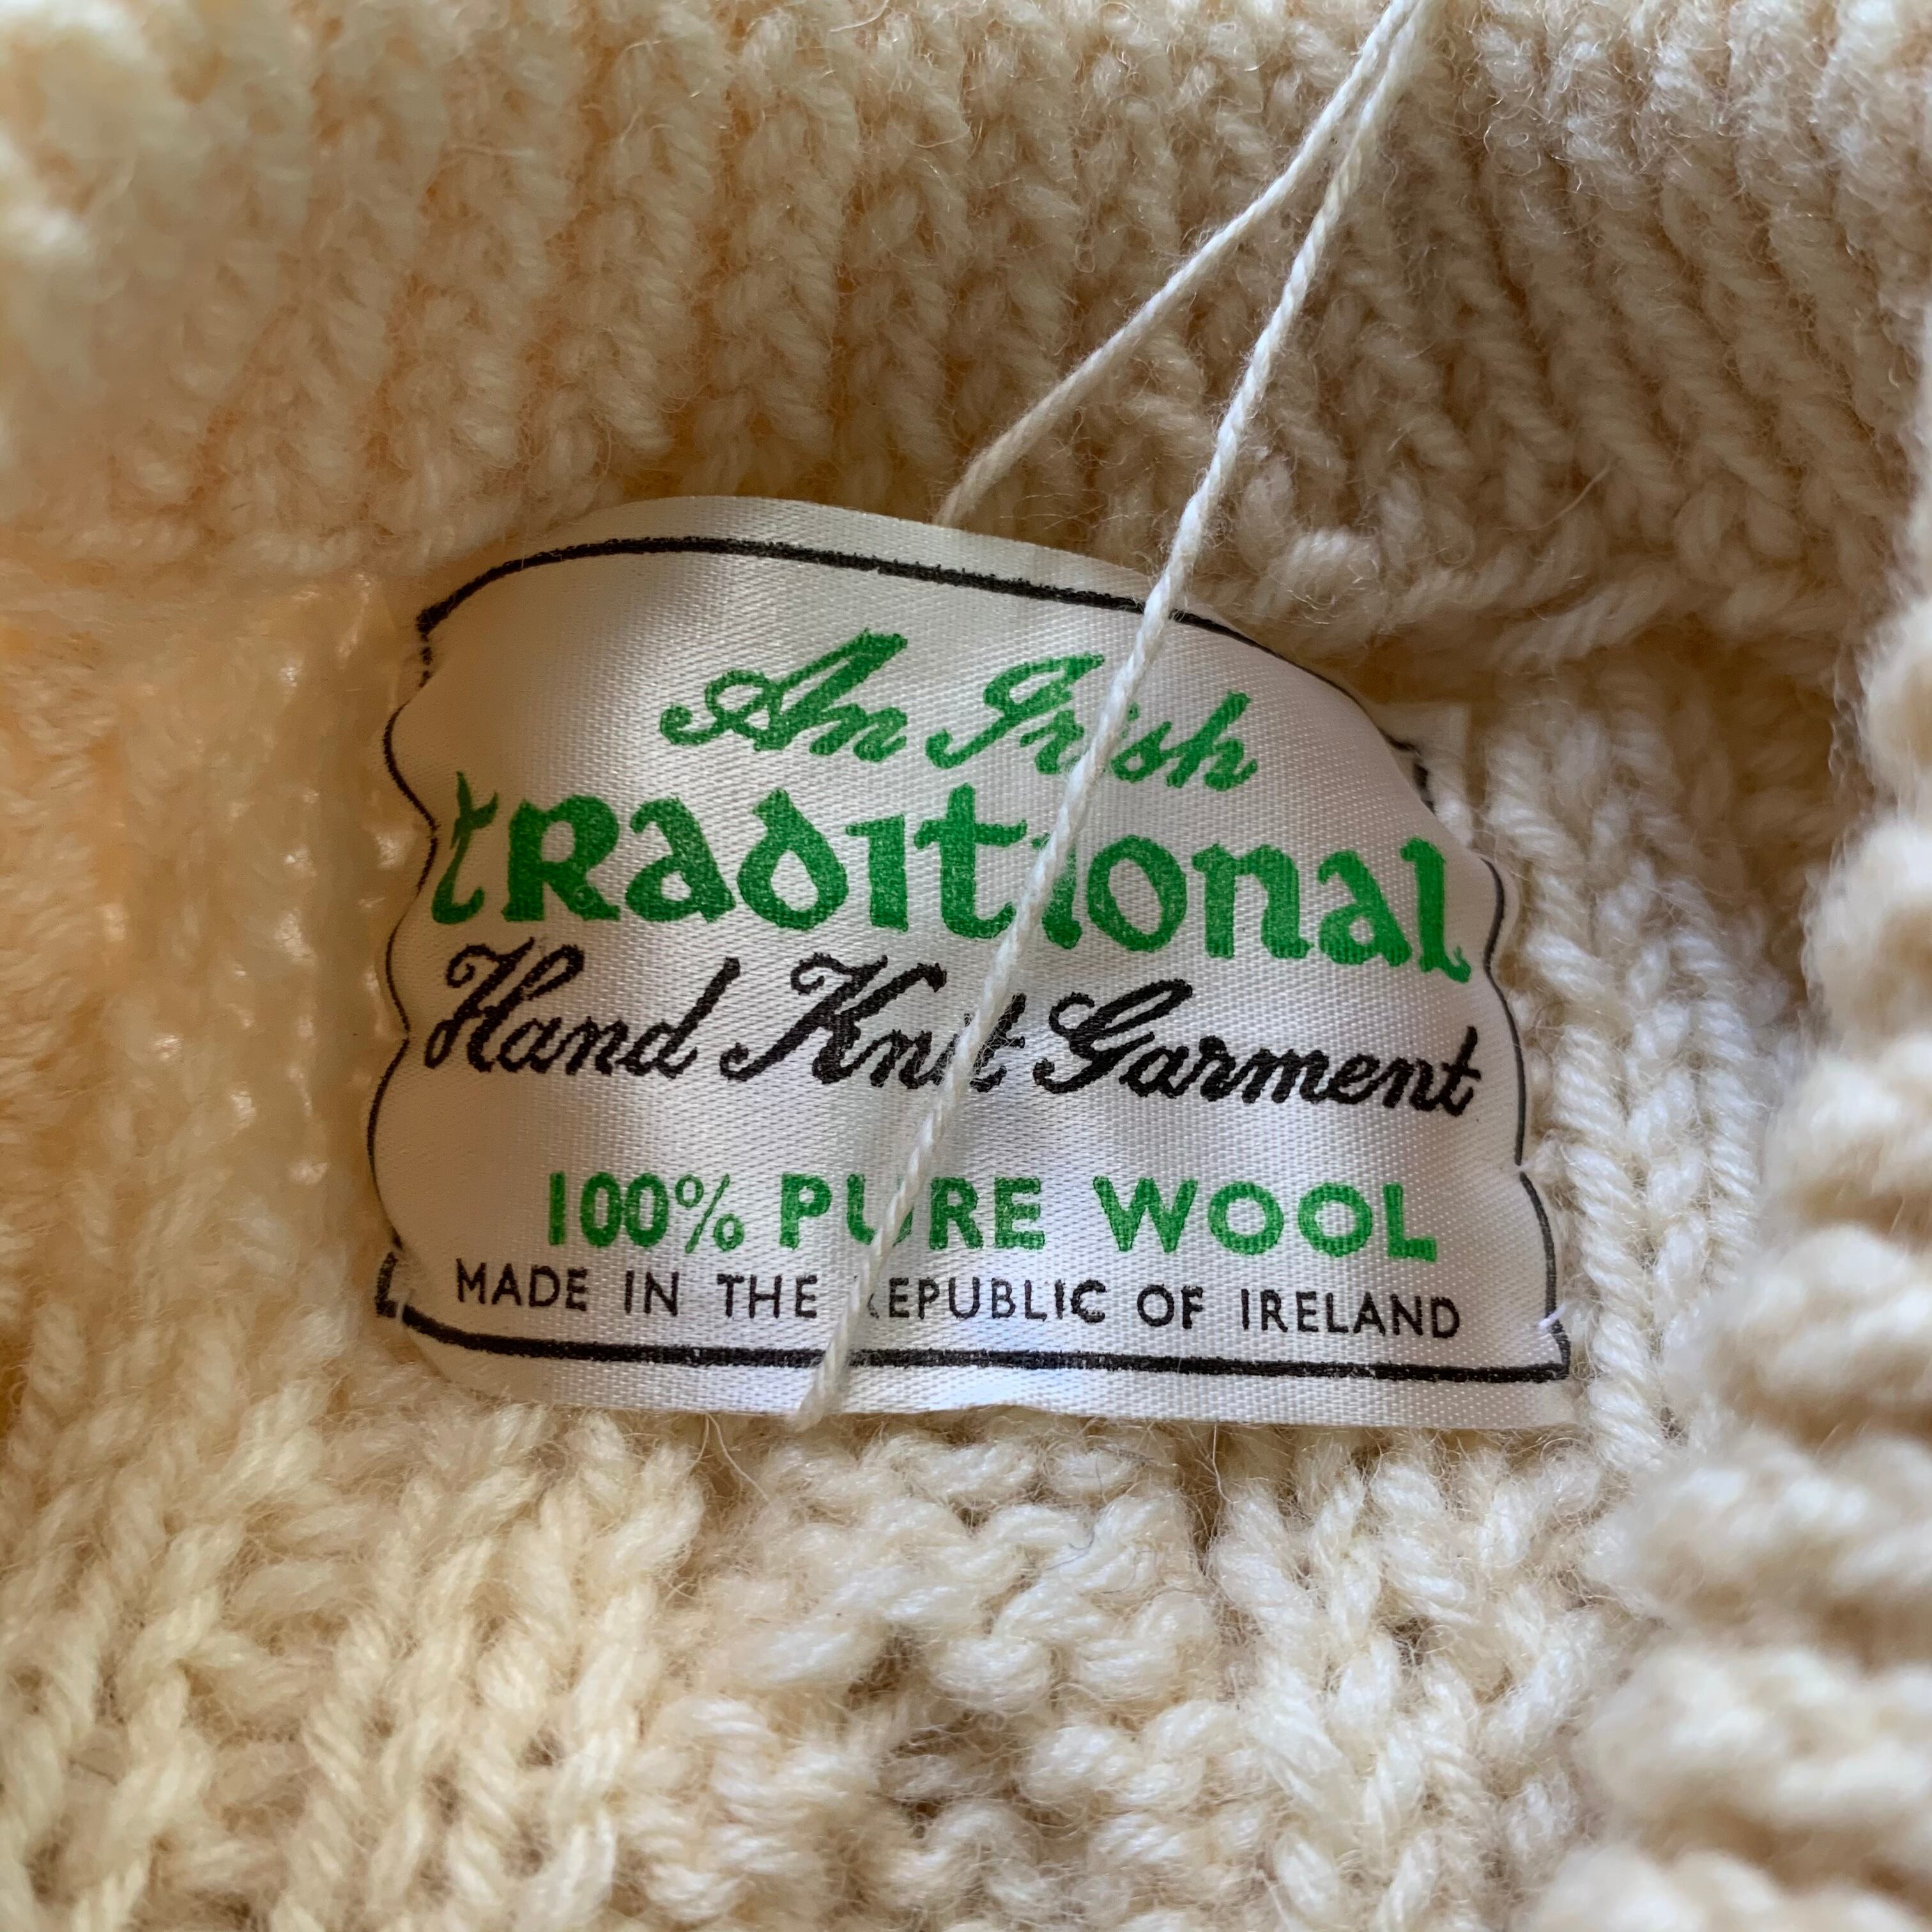 An Irish
traditional
Hand Knit Garment
100% PURE WOOL
MADE IN THE REPUBLIC OF IRELAND